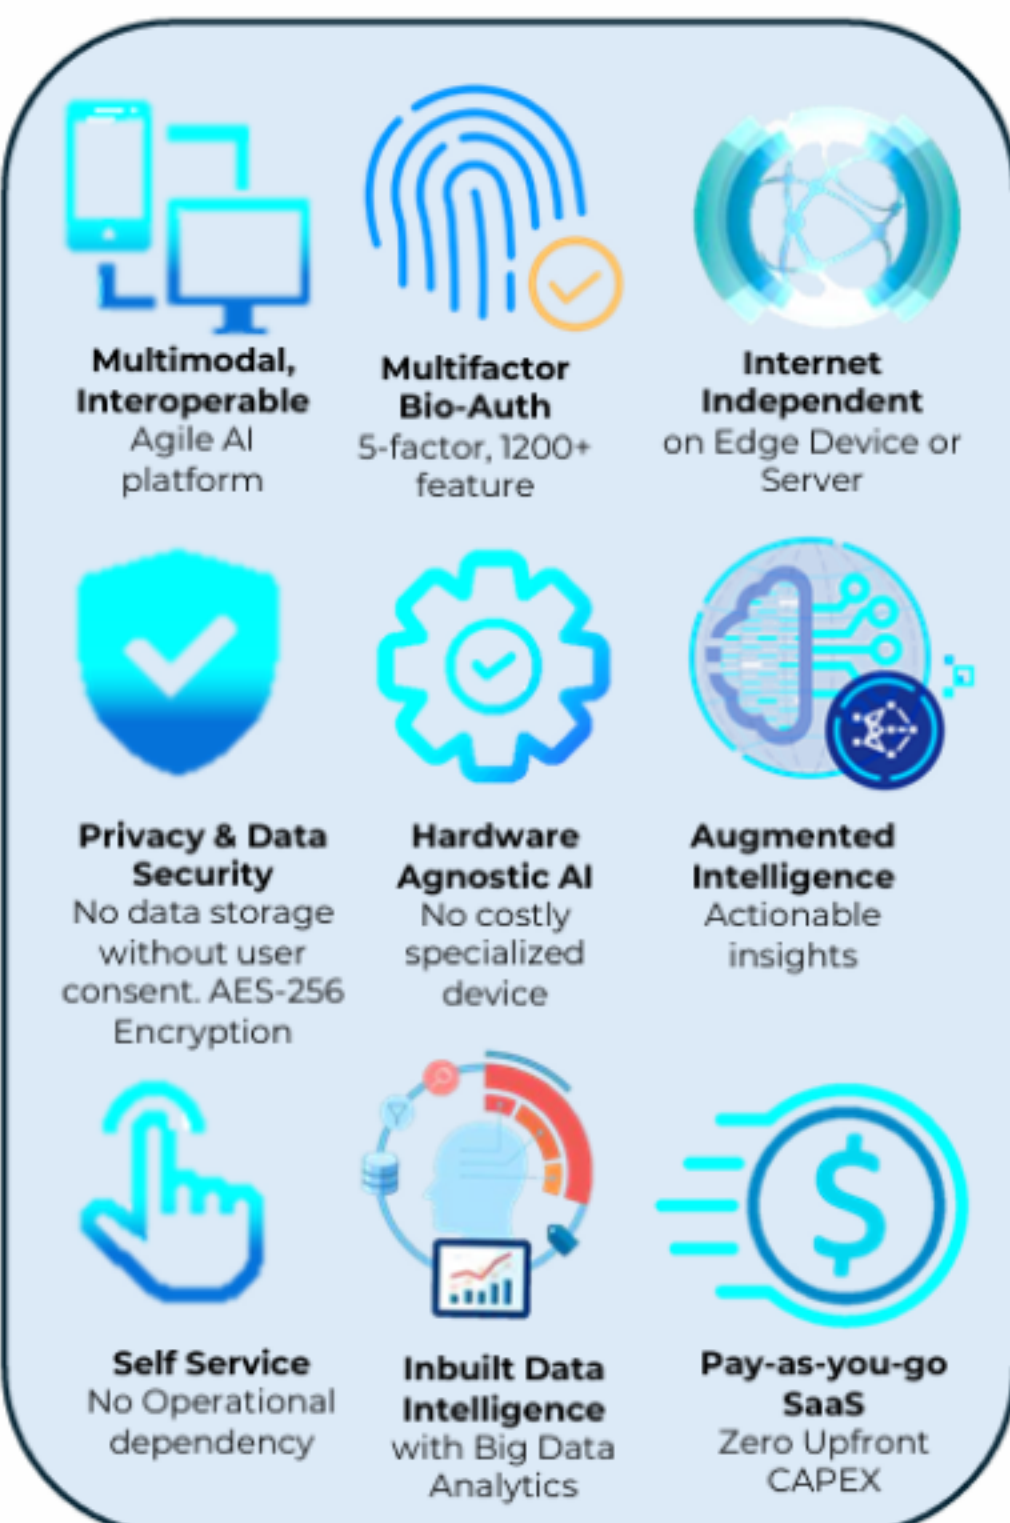 Multimodal,
Interoperable
Agile AI
platform
Multifactor
Bio-Auth
5-factor, 1200+
feature
Internet
Independent
on Edge Device or
Server
Privacy & Data
Security
No data storage
without user
consent. AES-256
Encryption
Hardware
Agnostic AI
No costly
specialized
device
Augmented
Intelligence
Actionable
insights
Self Service
No Operational
dependency
Inbuilt Data
Intelligence
with Big Data
Analytics
$
Pay-as-you-go
SaaS
Zero Upfront
CAPEX